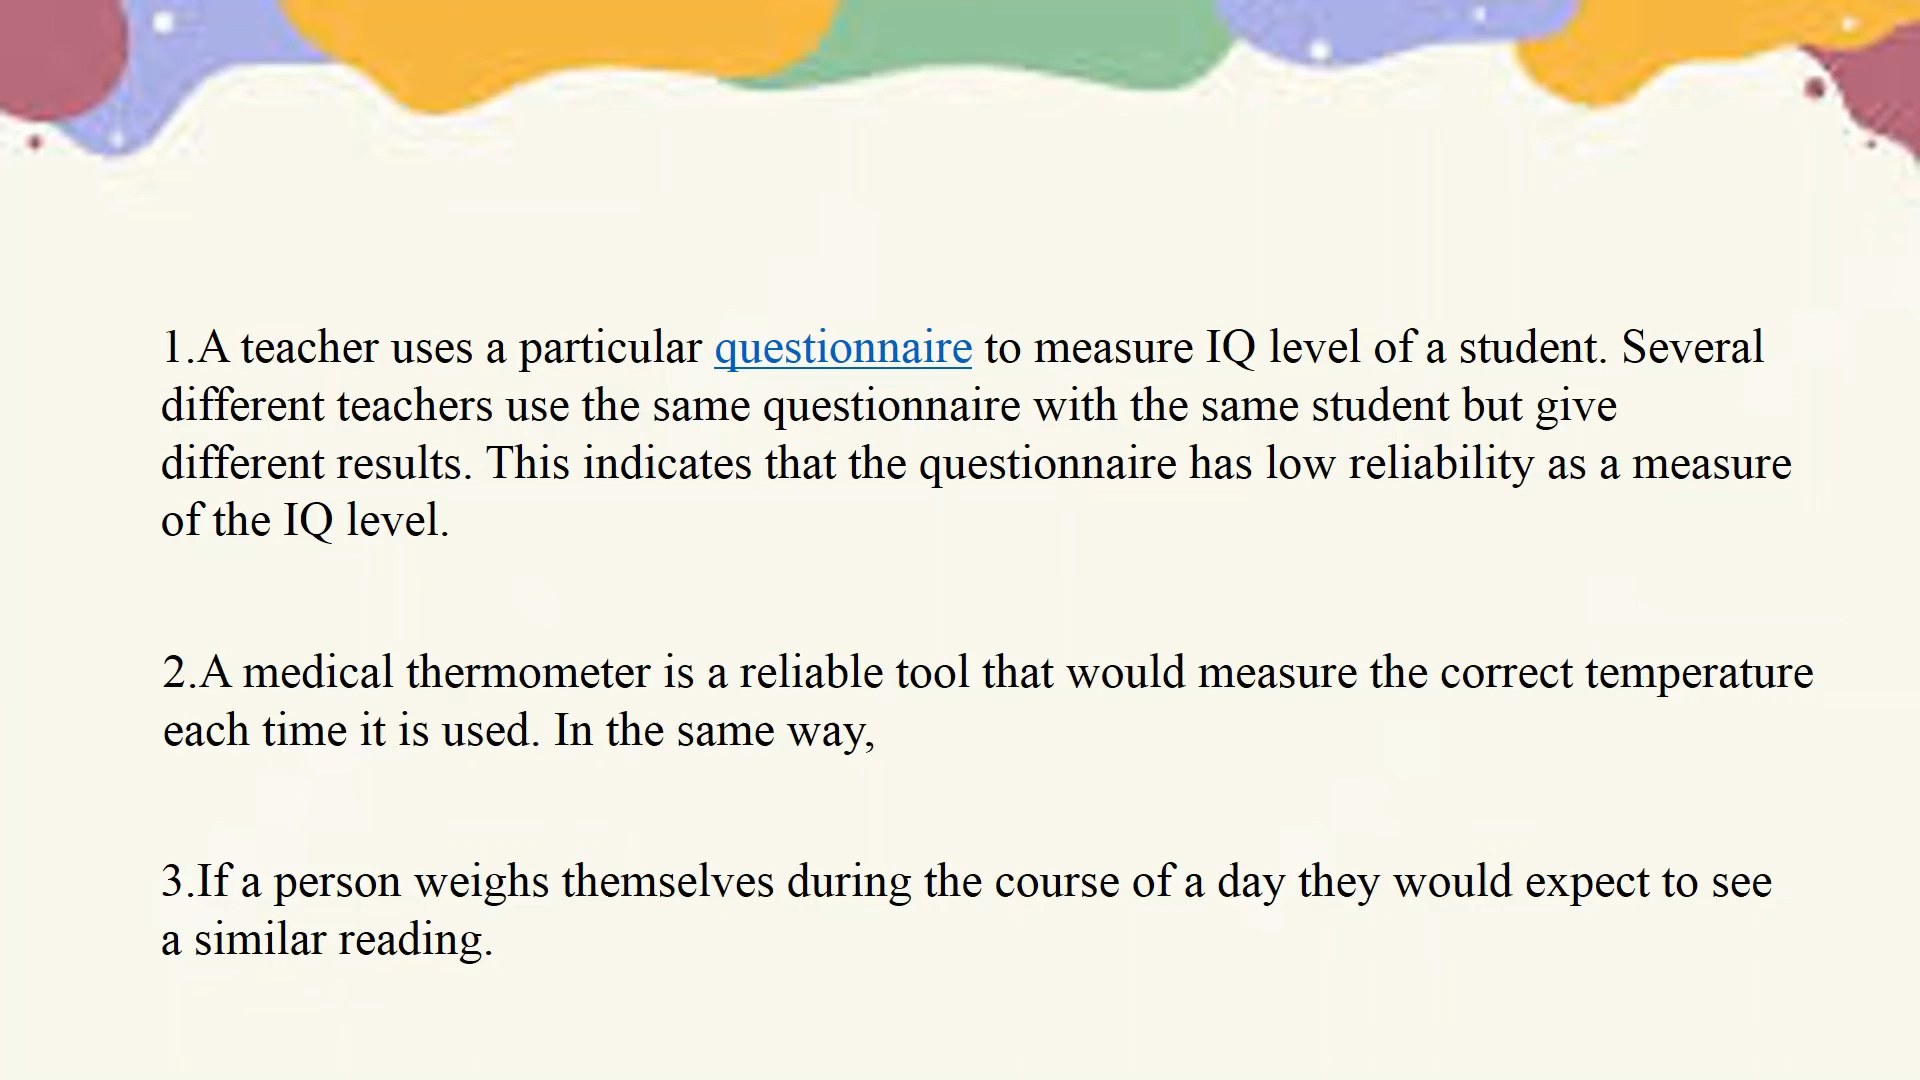 1.A teacher uses a particular questionnaire to measure IQ level of a student. Several
different teachers use the same questionnaire with the same student but give
different results. This indicates that the questionnaire has low reliability as a measure
of the IQ level.
2.A medical thermometer is a reliable tool that would measure the correct temperature
each time it is used. In the same way,
3.If a person weighs themselves during the course of a day they would expect to see
a similar reading.